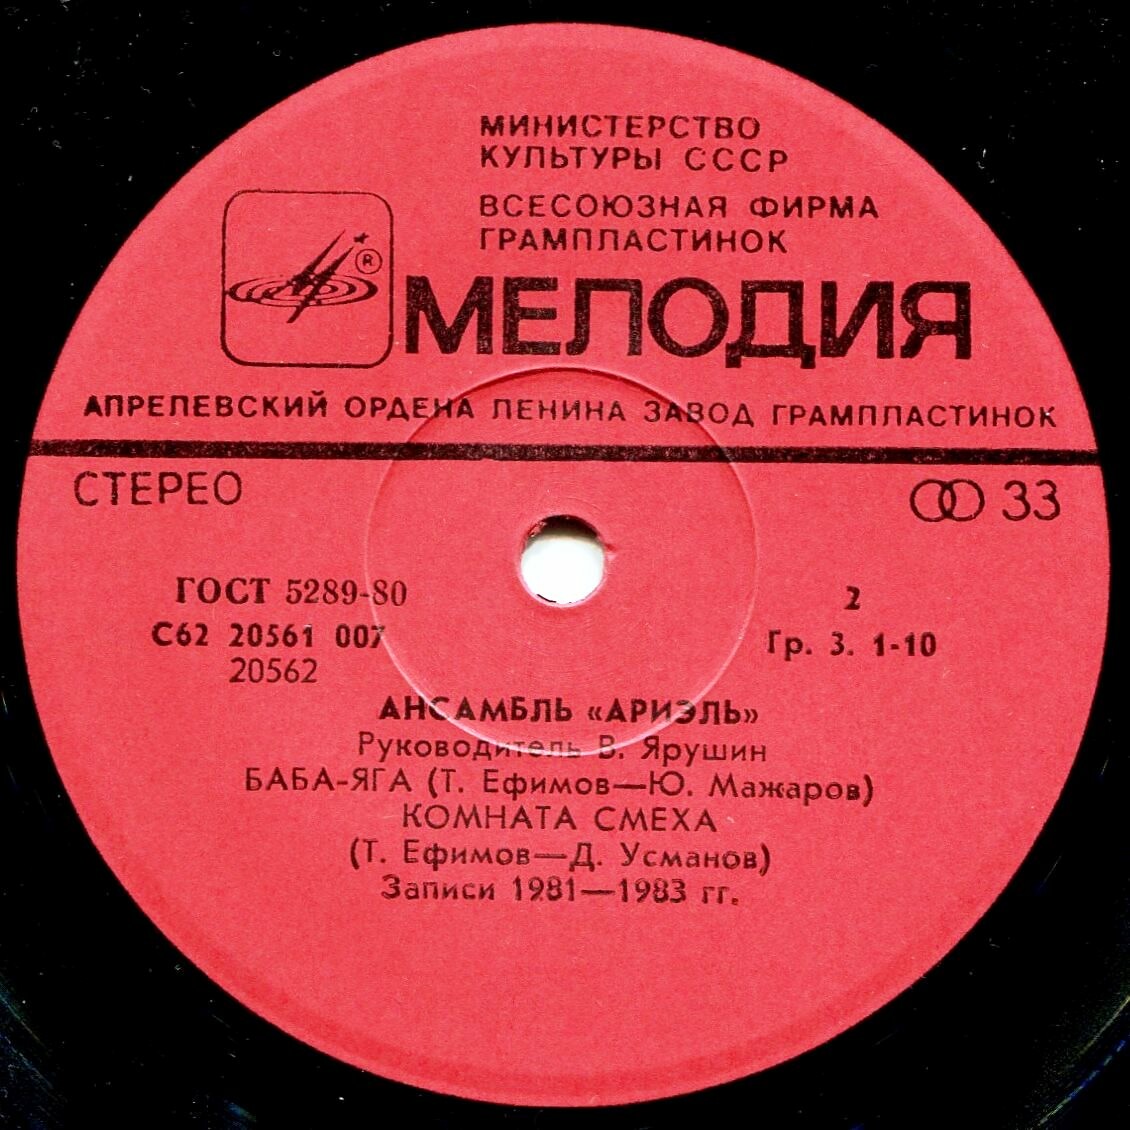 МИНИСТЕРСТВО
КУЛЬТУРЫ СССР
ВСЕСОЮЗНАЯ ФИРМА
ГРАМПЛАСТИНОК
®
МЕЛОДИЯ
АПРЕЛЕВСКИЙ ОРДЕНА ЛЕНИНА ЗАВОД ГРАМПЛАСТИНОК
СТЕРЕО
33
ГОСТ 5289-80
2
С62 20561 007
Гр. 3. 1-10
20562
АНСАМБЛЬ «АРИЭЛЬ»
Руководитель В. Ярушин
БАБА-ЯГА (Т. Ефимов—Ю. Мажаров)
КОМНАТА СМЕХА
(Т. Ефимов—Д. Усманов)
Записи 1981—1983 гг.